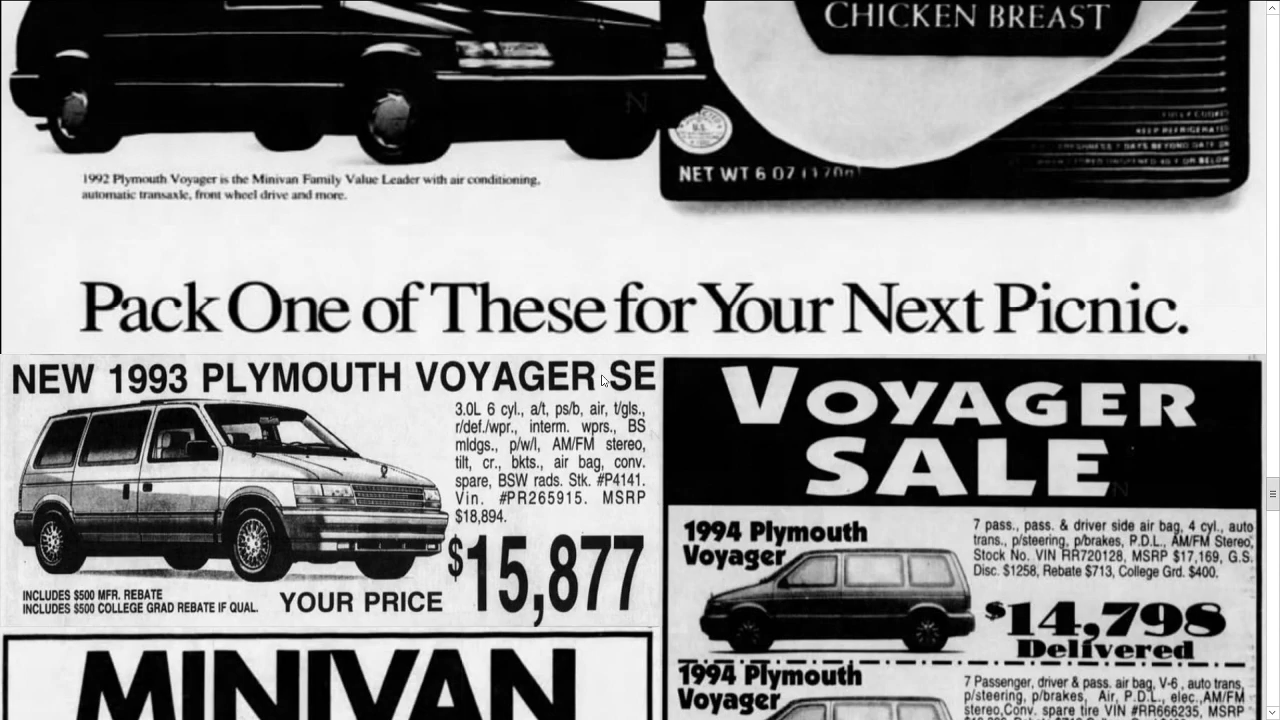 CHICKEN BREAST
FULLY COOKED
KEEP REFRIGERATED
NET WT 6 OZ (170g)
1992 Plymouth Voyager is the Minivan Family Value Leader with air conditioning,
automatic transaxle, front wheel drive and more.
Pack One of These for Your Next Picnic.
NEW 1993 PLYMOUTH VOYAGER SE
3.0L 6 cyl., a/t, ps/b, air, t/gls.,
r/def./wpr., interm. wprs., BS
mldgs., p/w/l, AM/FM stereo,
tilt, cr., bkts., air bag, conv.
spare, BSW rads. Stk. #P4141.
Vin. #PR265915. MSRP
$18,894.
$15,877
INCLUDES $500 MFR. REBATE
INCLUDES $500 COLLEGE GRAD REBATE IF QUAL.
YOUR PRICE
MINIVAN
VOYAGER
SALE
1994 Plymouth
Voyager
7 pass., pass. & driver side air bag, 4 cyl., auto
trans., p/steering, p/brakes, P.D.L., AM/FM Stereo,
Stock No. VIN RR720128, MSRP $17,169, G.S.
Disc. $1258, Rebate $713, College Grd. $400.
$14,798
Delivered
1994 Plymouth
Voyager
7 Passenger, driver & pass. air bag, V-6 , auto trans,
p/steering, p/brakes, Air, P.D.L., elec.,AM/FM
stereo,Conv. spare tire VIN #RR666235, MSRP